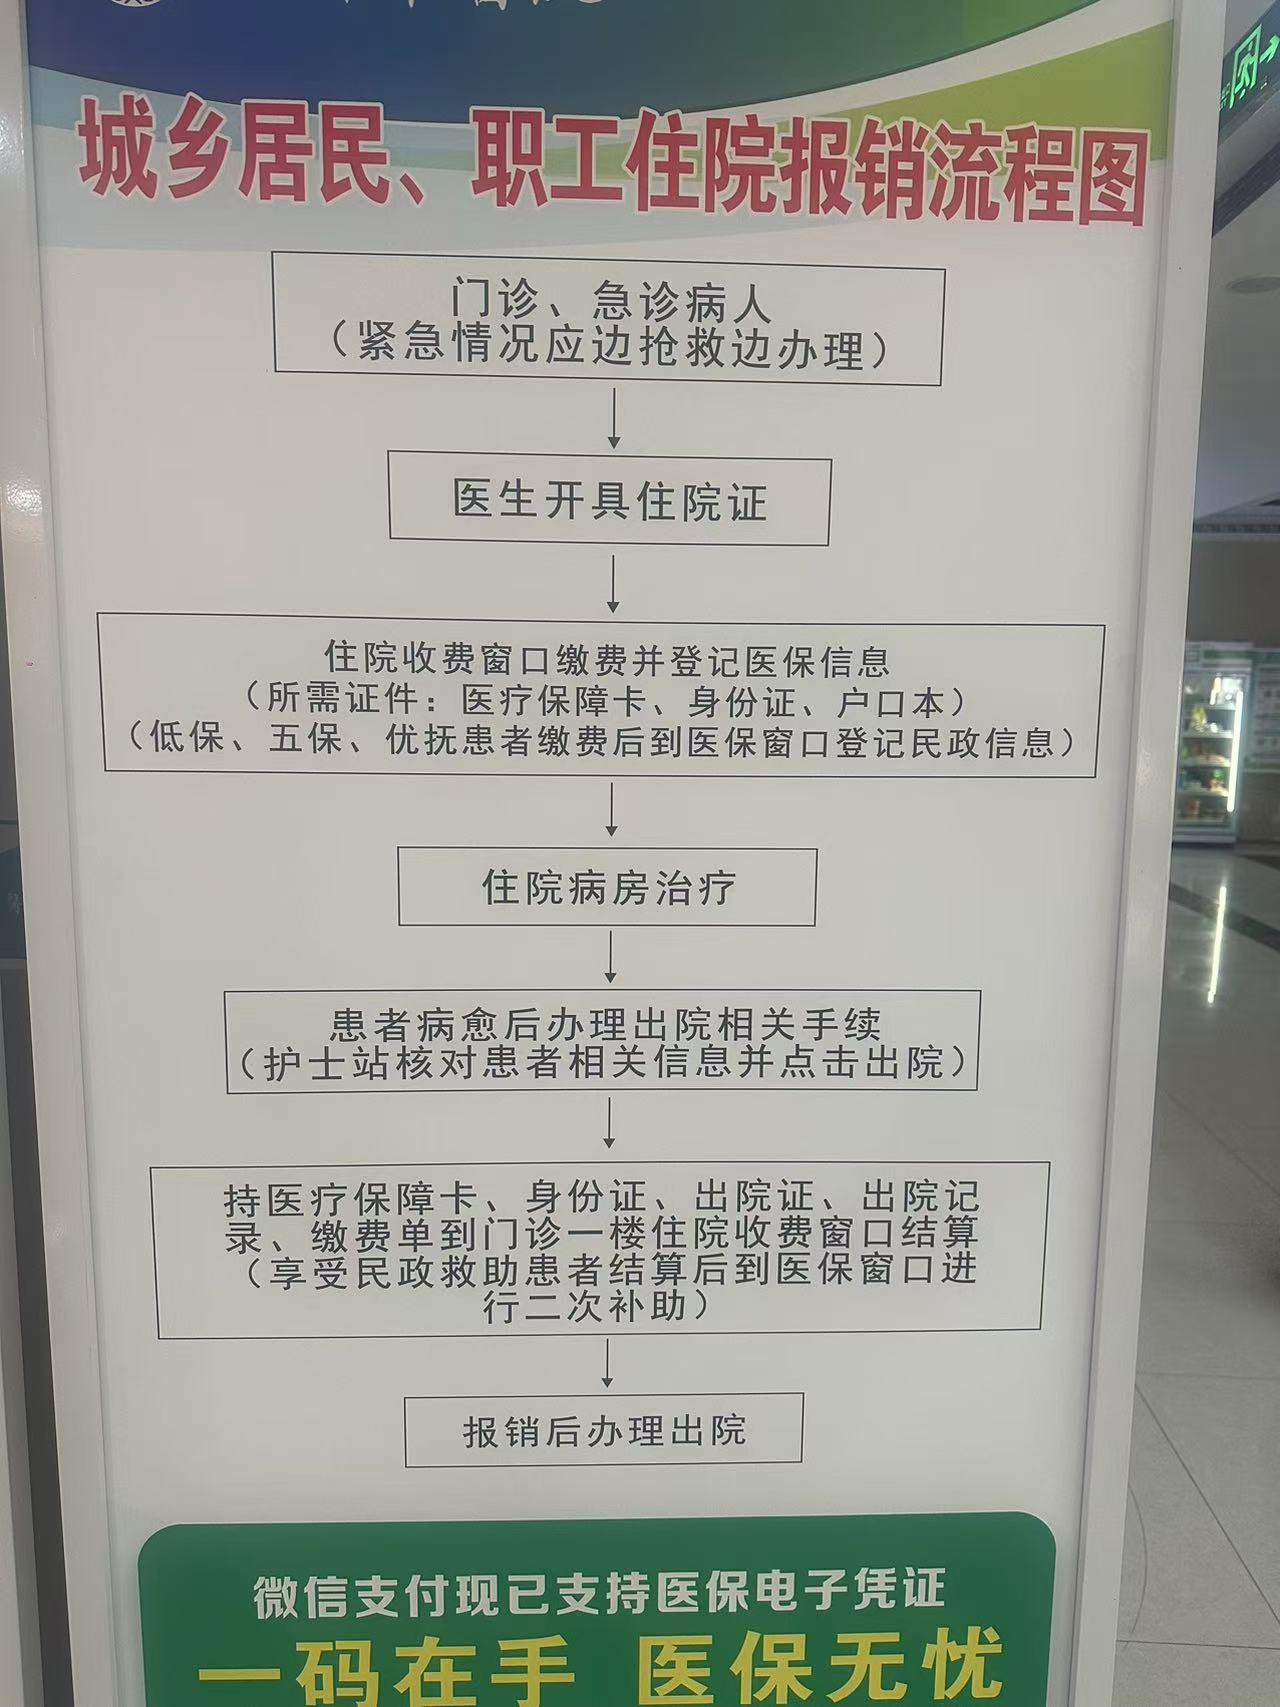 城乡居民、职工住院报销流程图
门诊、急诊病人
（紧急情况应边抢救边办理）
医生开具住院证
住院收费窗口缴费并登记医保信息
（所需证件：医疗保障卡、身份证、户口本）
（低保、五保、优抚患者缴费后到医保窗口登记民政信息）
住院病房治疗
患者病愈后办理出院相关手续
（护士站核对患者相关信息并点击出院）
持医疗保障卡、身份证、出院证、出院记
录、缴费单到门诊一楼住院收费窗口结算
（享受民政救助患者结算后到医保窗口进
行二次补助）
报销后办理出院
微信支付现已支持医保电子凭证
一码在手 医保无忧